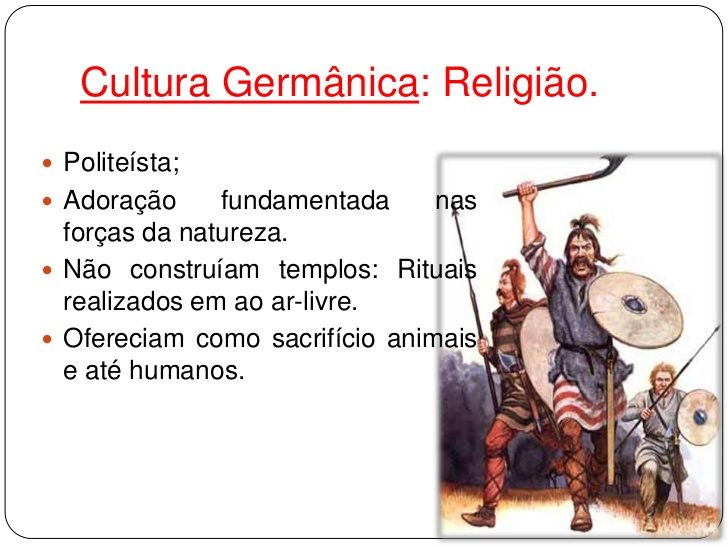 Cultura Germânica: Religião.
Politeísta;
Adoração fundamentada nas
forças da natureza.
Não construíam templos: Rituais
realizados em ao ar-livre.
Ofereciam como sacrifício animais
e até humanos.